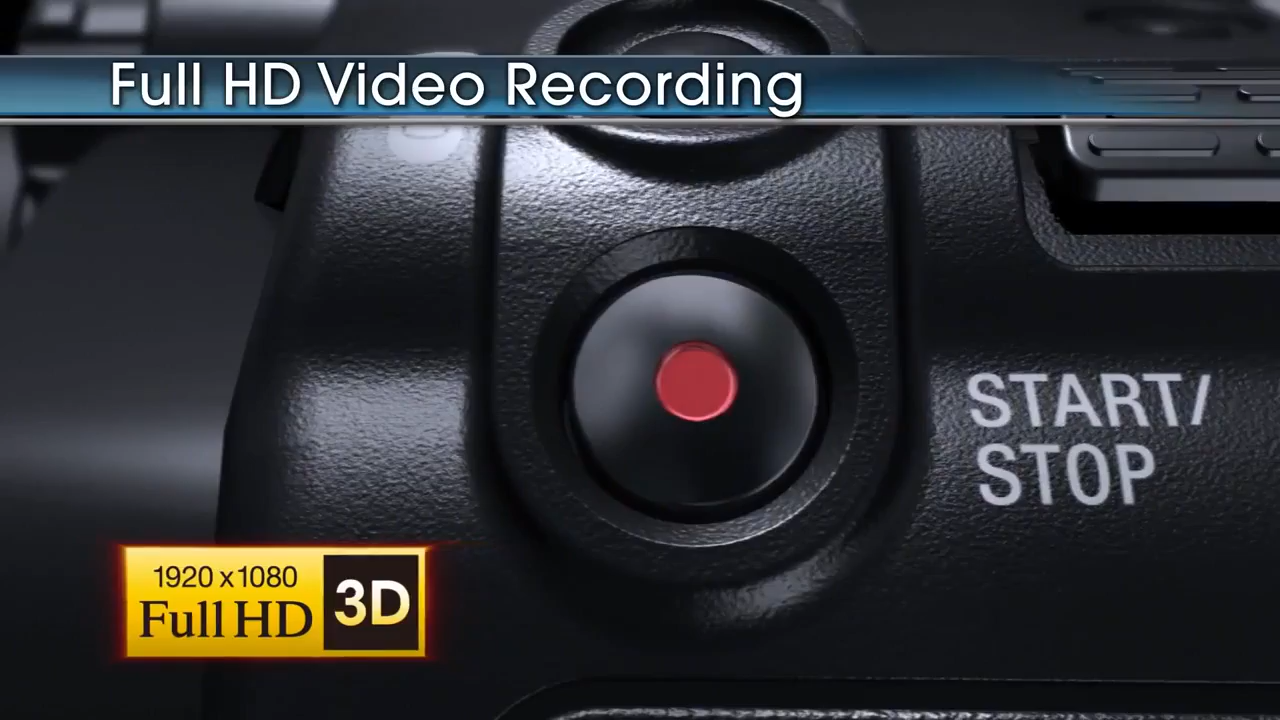 Full HD Video Recording
START/
STOP
1920 x 1080
Full HD
3D